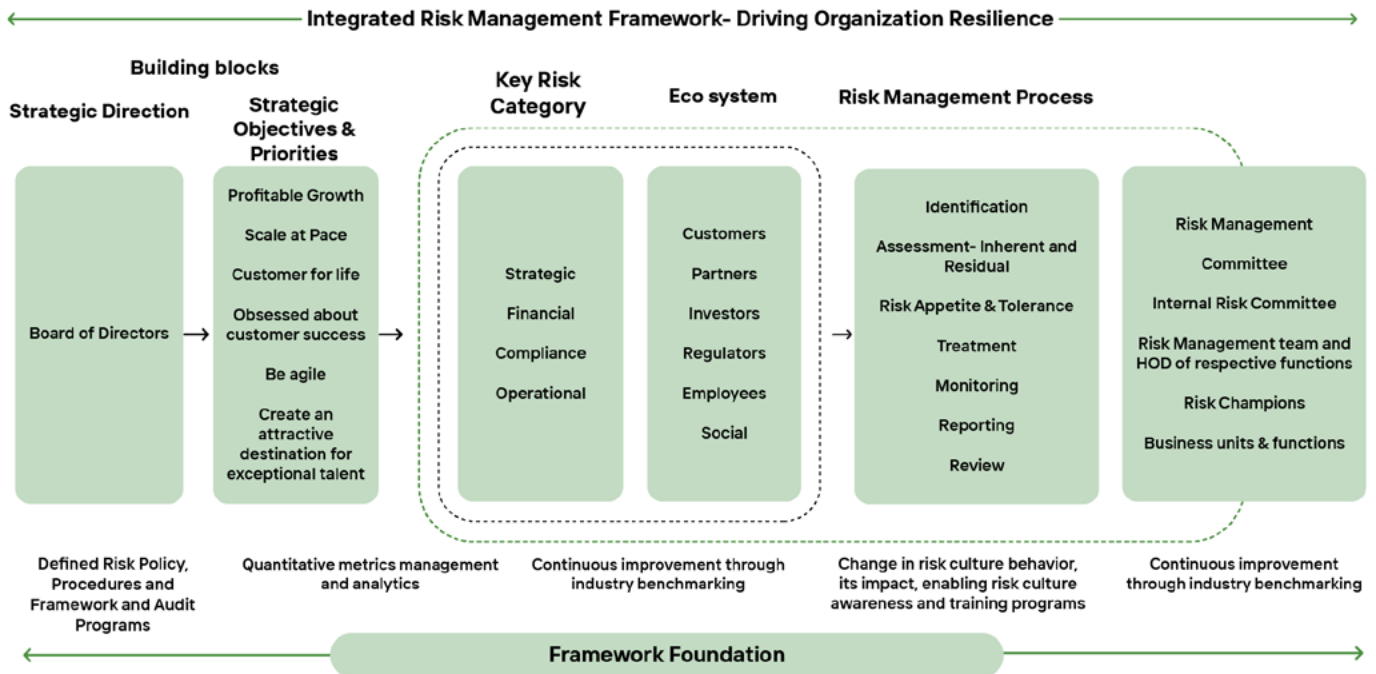 Integrated Risk Management Framework- Driving Organization Resilience
Building blocks
Strategic Direction
Strategic
Objectives &
Priorities
Key Risk
Category
Eco system
Risk Management Process
Board of Directors
Profitable Growth
Scale at Pace
Customer for life
Obsessed about
customer success
Be agile
Create an
attractive
destination for
exceptional talent
Strategic
Financial
Compliance
Operational
Customers
Partners
Investors
Regulators
Employees
Social
Identification
Assessment- Inherent and
Residual
Risk Appetite & Tolerance
Treatment
Monitoring
Reporting
Review
Risk Management
Committee
Internal Risk Committee
Risk Management team and
HOD of respective functions
Risk Champions
Business units & functions
Defined Risk Policy,
Procedures and
Framework and Audit
Programs
Quantitative metrics management
and analytics
Continuous improvement through
industry benchmarking
Change in risk culture behavior,
its impact, enabling risk culture
awareness and training programs
Continuous improvement
through industry benchmarking
Framework Foundation